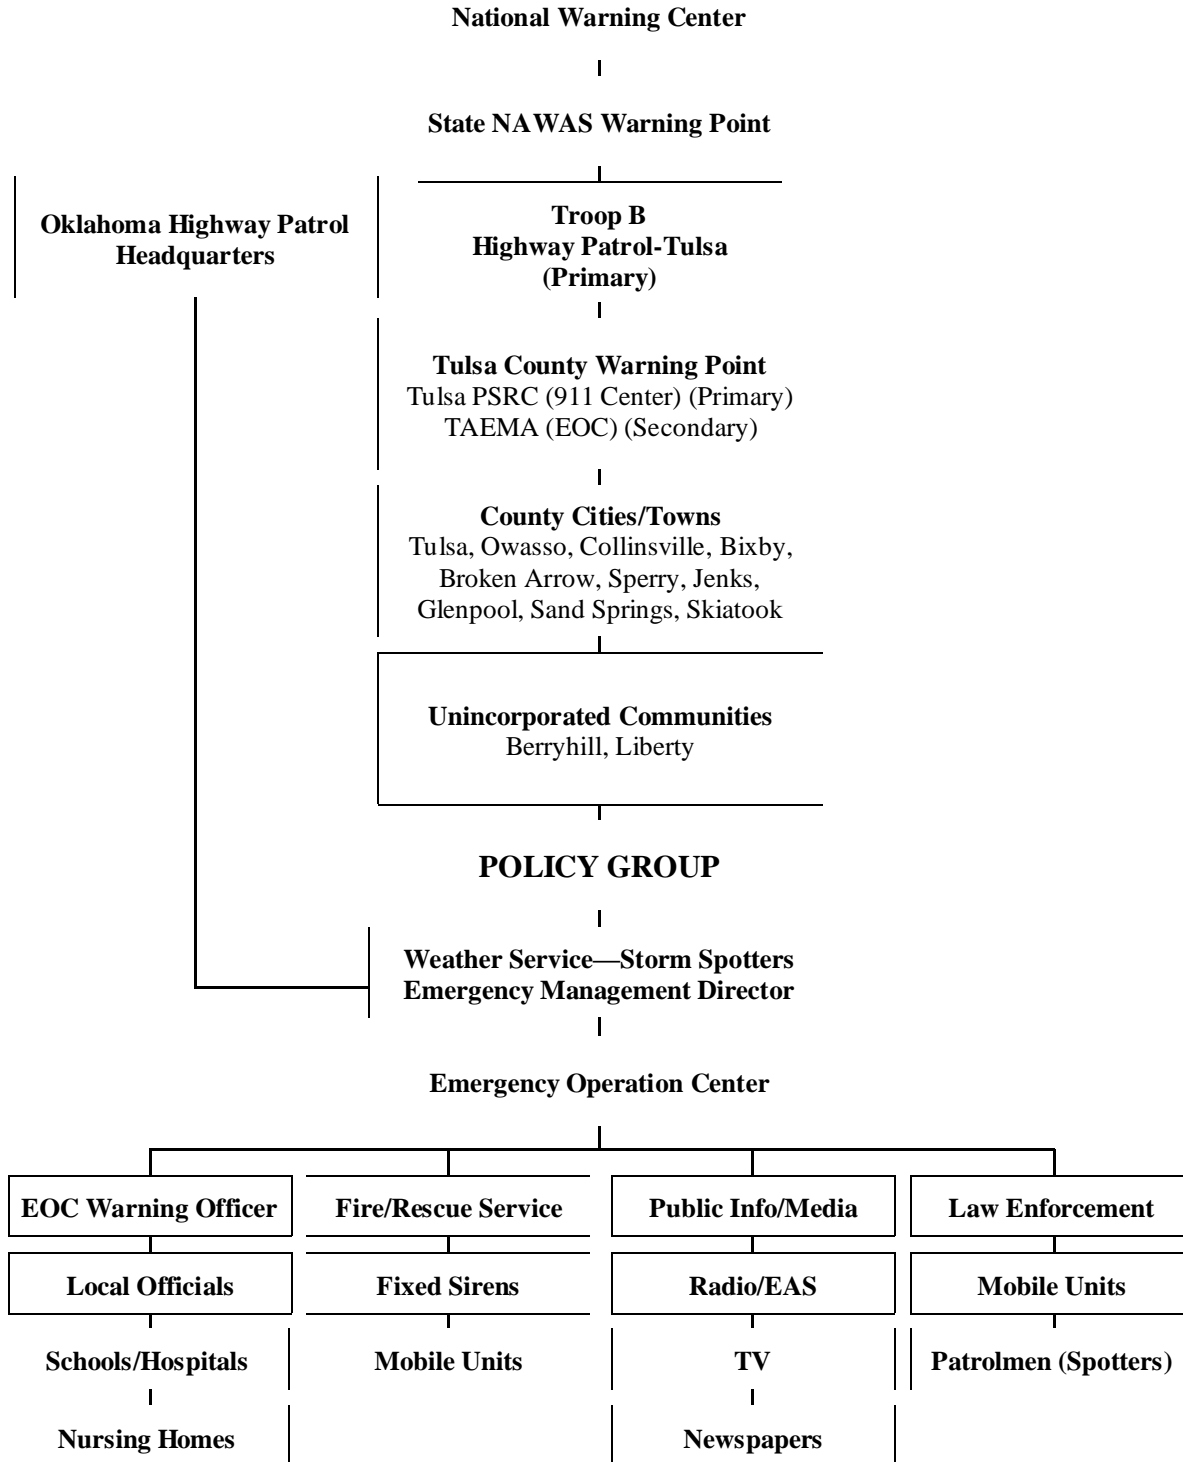 National Warning Center
State NAWAS Warning Point
Oklahoma Highway Patrol
Headquarters
Troop B
Highway Patrol-Tulsa
(Primary)
Tulsa County Warning Point
Tulsa PSRC (911 Center) (Primary)
TAEMA (EOC) (Secondary)
County Cities/Towns
Tulsa, Owasso, Collinsville, Bixby,
Broken Arrow, Sperry, Jenks,
Glenpool, Sand Springs, Skiatook
Unincorporated Communities
Berryhill, Liberty
POLICY GROUP
Weather Service—Storm Spotters
Emergency Management Director
Emergency Operation Center
EOC Warning Officer
Fire/Rescue Service
Public Info/Media
Law Enforcement
Local Officials
Fixed Sirens
Radio/EAS
Mobile Units
Schools/Hospitals
Mobile Units
TV
Patrolmen (Spotters)
Nursing Homes
Newspapers